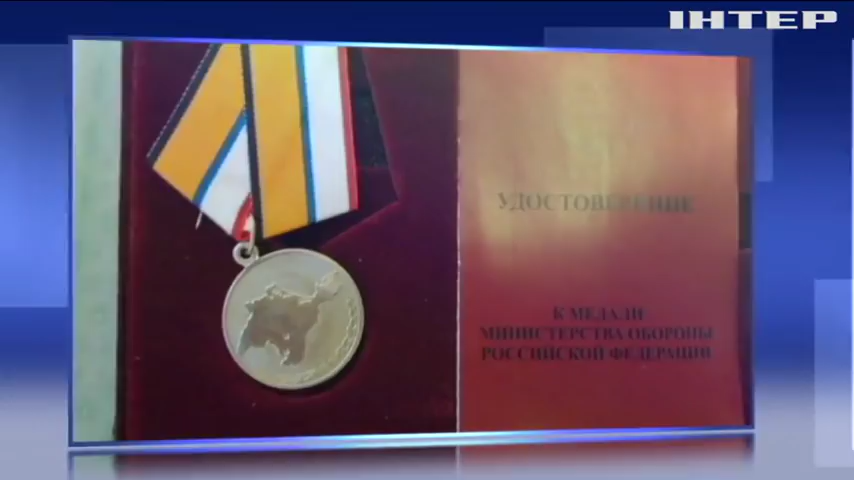 ІНТЕР
УДОСТОВЕРЕНИЕ
К МЕДАЛИ
МИНИСТЕРСТВА ОБОРОНЫ
РОССИЙСКОЙ ФЕДЕРАЦИИ